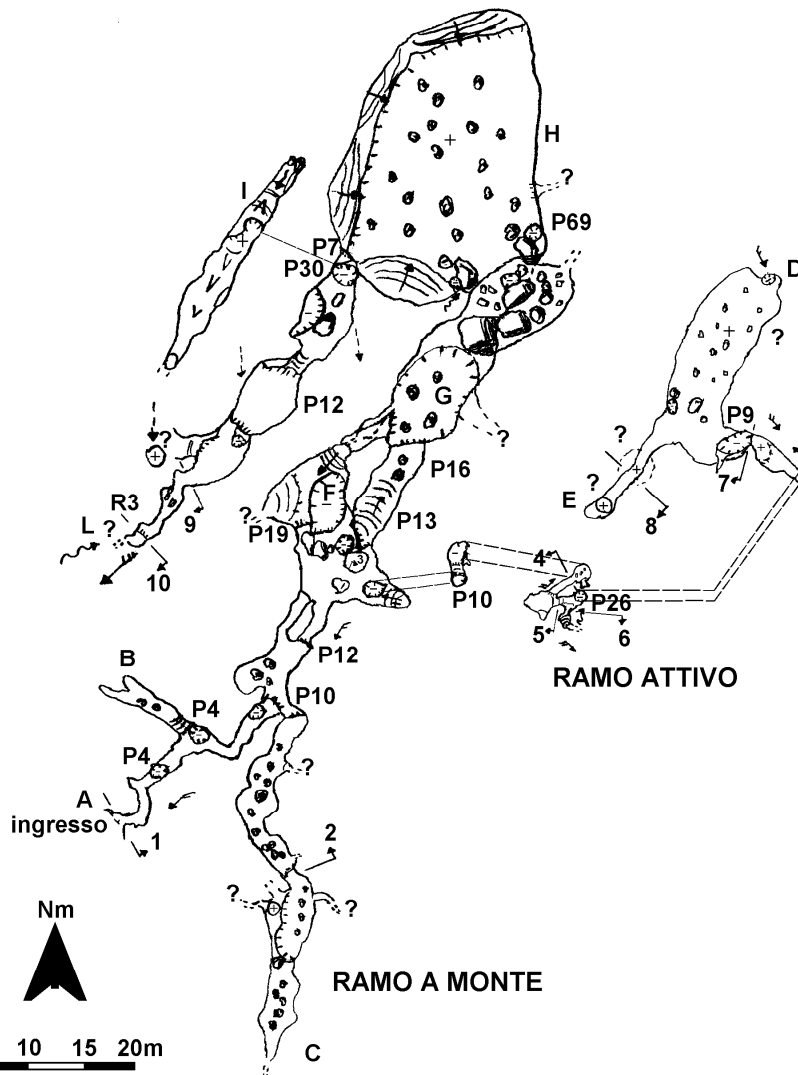 H
?
I
P69
P7
P30
D
?
G
P12
?
P9
P16
?
?
F
?
E
7
L
?
R3
9
?
P19
P13
8
10
3
4
P10
P26
5
6
P12
RAMO ATTIVO
B
P4
P10
P4
?
A
ingresso
1
2
?
?
Nm
RAMO A MONTE
C
10 15 20m